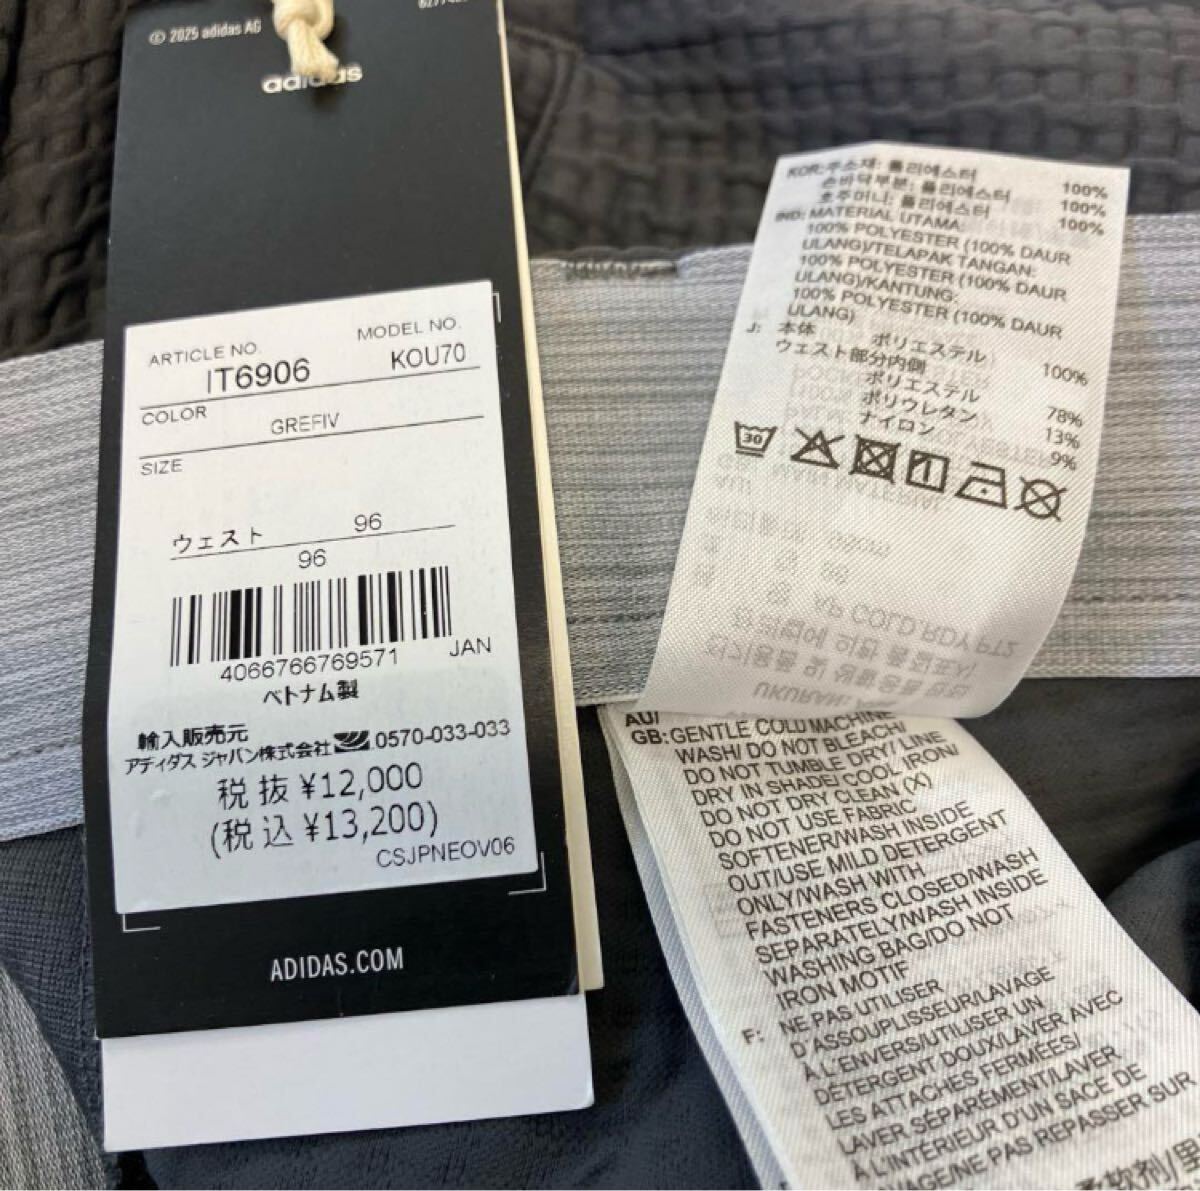 © 2025 adidas AG
adidas
ARTICLE NO.
MODEL NO.
IT6906
KOU70
COLOR
GREFIV
SIZE
ウェスト 96
96
4066766769571
JAN
ベトナム製
輸入販売元
アディダス ジャパン株式会社 0570-033-033
税抜 ¥12,000
(税込 ¥13,200)
CSJPNEOV06
ADIDAS.COM
KOR: 주소재: 폴리에스터 100%
손바닥부분: 폴리에스터 100%
호주머니: 폴리에스터 100%
IND: MATERIAL UTAMA:
100% POLYESTER (100% DAUR
ULANG)/TELAPAK TANGAN:
100% POLYESTER (100% DAUR
ULANG)/KANTUNG:
100% POLYESTER (100% DAUR
ULANG)
J: 本体
ポリエステル 100%
ウェスト部分内側
ポリエステル 78%
ポリウレタン 13%
ナイロン 9%
30
AU/
GB: GENTLE COLD MACHINE
WASH/ DO NOT BLEACH/
DO NOT TUMBLE DRY/ LINE
DRY IN SHADE/ COOL IRON/
DO NOT DRY CLEAN (X)
DO NOT USE FABRIC
SOFTENER/WASH INSIDE
OUT/USE MILD DETERGENT
ONLY/WASH WITH
FASTENERS CLOSED/WASH
SEPARATELY/WASH INSIDE
WASHING BAG/DO NOT
IRON MOTIF
F: NE PAS UTILISER
D'ASSOUPLISSEUR/LAVAGE
À L'ENVERS/UTILISER UN
DÉTERGENT DOUX/LAVER AVEC
LES ATTACHES FERMÉES/
LAVER SÉPARÉMENT/LAVER
À L'INTÉRIEUR D'UN SAC DE
NE PAS REPASSER SUR